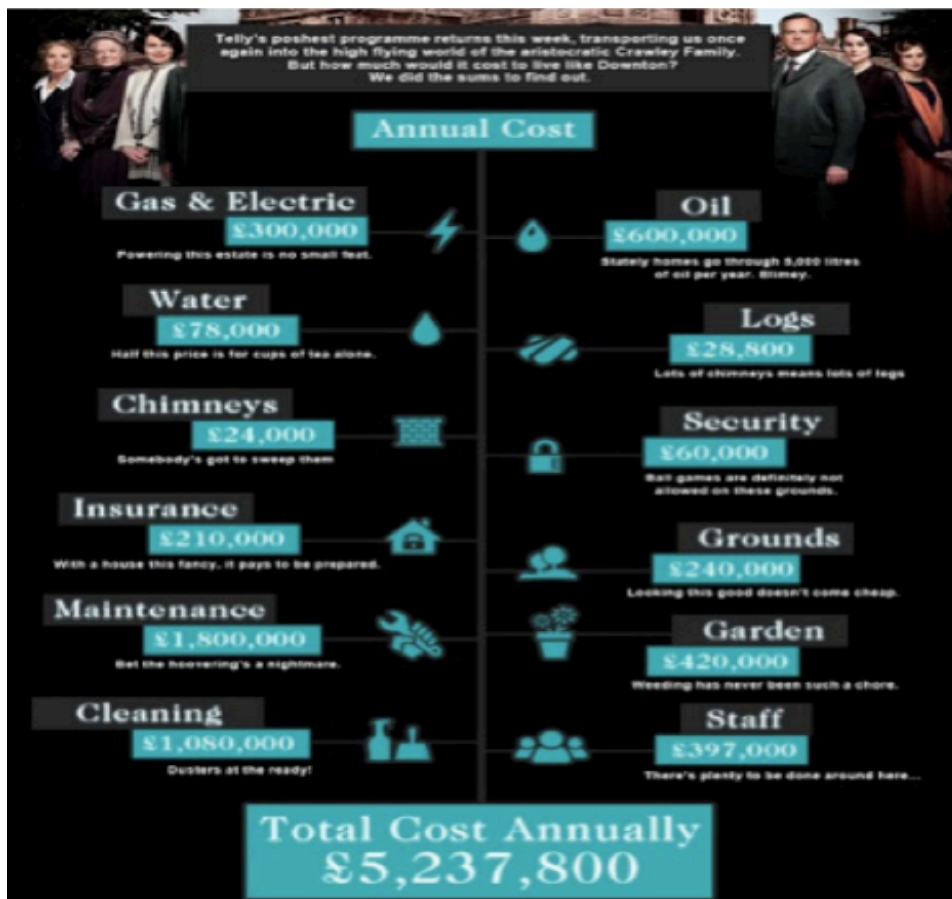 Telly's poshest programme returns this week, transporting us once
again into the high flying world of the aristocratic Crawley Family.
But how much would it cost to live like Downton?
We did the sums to find out.
Annual Cost
Gas & Electric
£300,000
Powering this estate is no small feat.
Oil
£600,000
Stately homes go through 5,000 litres
of oil per year. Blimey.
Water
£78,000
Half this price is for cups of tea alone.
Logs
£28,800
Lots of chimneys means lots of logs
Chimneys
£24,000
Somebody's got to sweep them
Security
£60,000
Ball games are definitely not
allowed on these grounds.
Insurance
£210,000
With a house this fancy, it pays to be prepared.
Grounds
£240,000
Looking this good doesn't come cheap.
Maintenance
£1,800,000
Bet the hoovering's a nightmare.
Garden
£420,000
Weeding has never been such a chore.
Cleaning
£1,080,000
Dusters at the ready!
Staff
£397,000
There's plenty to be done around here...
Total Cost Annually
£5,237,800